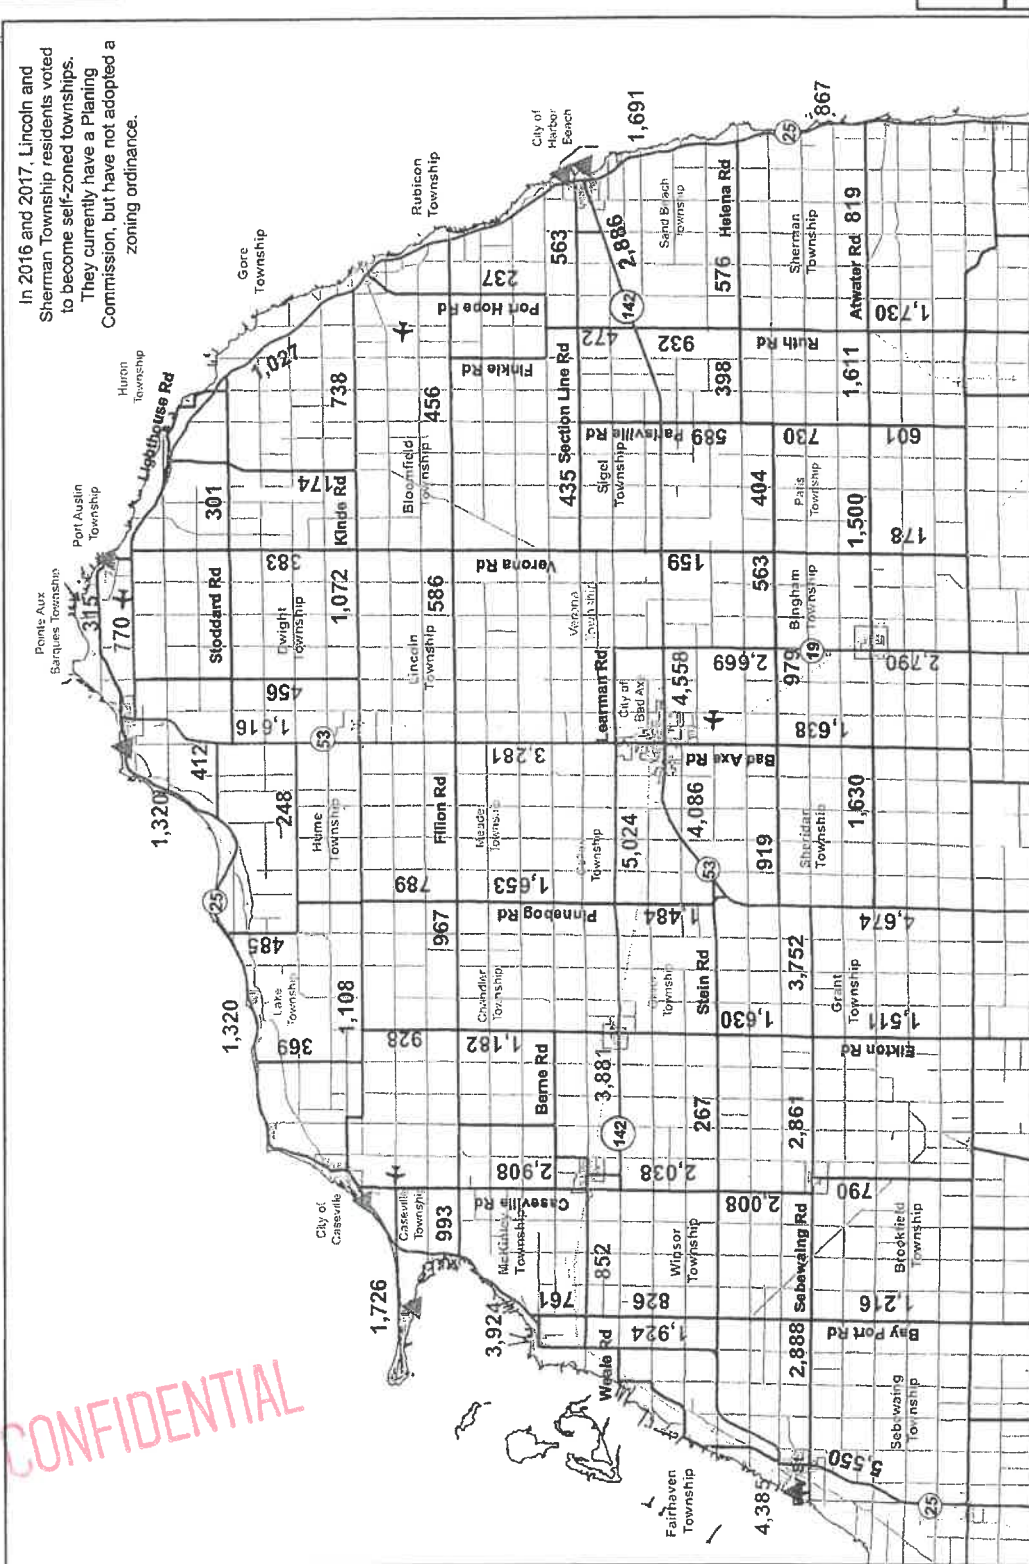 In 2016 and 2017, Lincoln and
Sherman Township residents voted
to become self-zoned townships.
They currently have a Planing
Commission, but have not adopted a
zoning ordinance.
CONFIDENTIAL
Pointe Aux
Barques Township
Port Austin
Township
Huron
Township
Gore
Township
Rubicon
Township
City of
Harbor
Beach
Lighthouse Rd
315
770
1,027
1,320
412
301
Stoddard Rd
383
174
738
Dwight
Township
Kinde Rd
1,072
456
1,616
53
248
Hume
Township
25
485
1,320
Lake
Township
369
1,108
City of
Caseville
Caseville
Township
1,726
993
928
967
789
Filion Rd
Lincoln
Township
586
Bloomfield
Township
456
Port Hope Rd
237
Finkle Rd
Verona Rd
3,281
Meade
Township
1,653
Pinnebog Rd
Chandler
Township
1,182
Berne Rd
2,908
Caseville Rd
McKinley
Township
761
3,924
Weale Rd
852
142
3,881
Township
5,024
Learman Rd
City of
Bad Axe
Verona
Township
435 Section Line Rd
563
Sigel
Township
472
Parisville Rd
142
2,886
1,691
Sand Beach
Township
932
589
159
4,558
Bad Axe Rd
4,086
53
1,484
Township
Stein Rd
267
2,038
Winsor
Township
826
1,924
Fairhaven
Township
4,385
Bay St
2,888
Sebewaing Rd
2,008
2,861
1,630
3,752
919
2,669
563
404
398
576
Helena Rd
25
867
Ruth Rd
Sherman
Township
730
Paris
Township
Bingham
Township
979
19
1,638
Sheridan
Township
Grant
Township
Elkton Rd
790
Bay Port Rd
5,550
Sebewaing
Township
1,216
Brookfield
Township
1,511
4,674
1,630
2,790
1,500
178
601
1,611
Atwater Rd
819
1,730
25